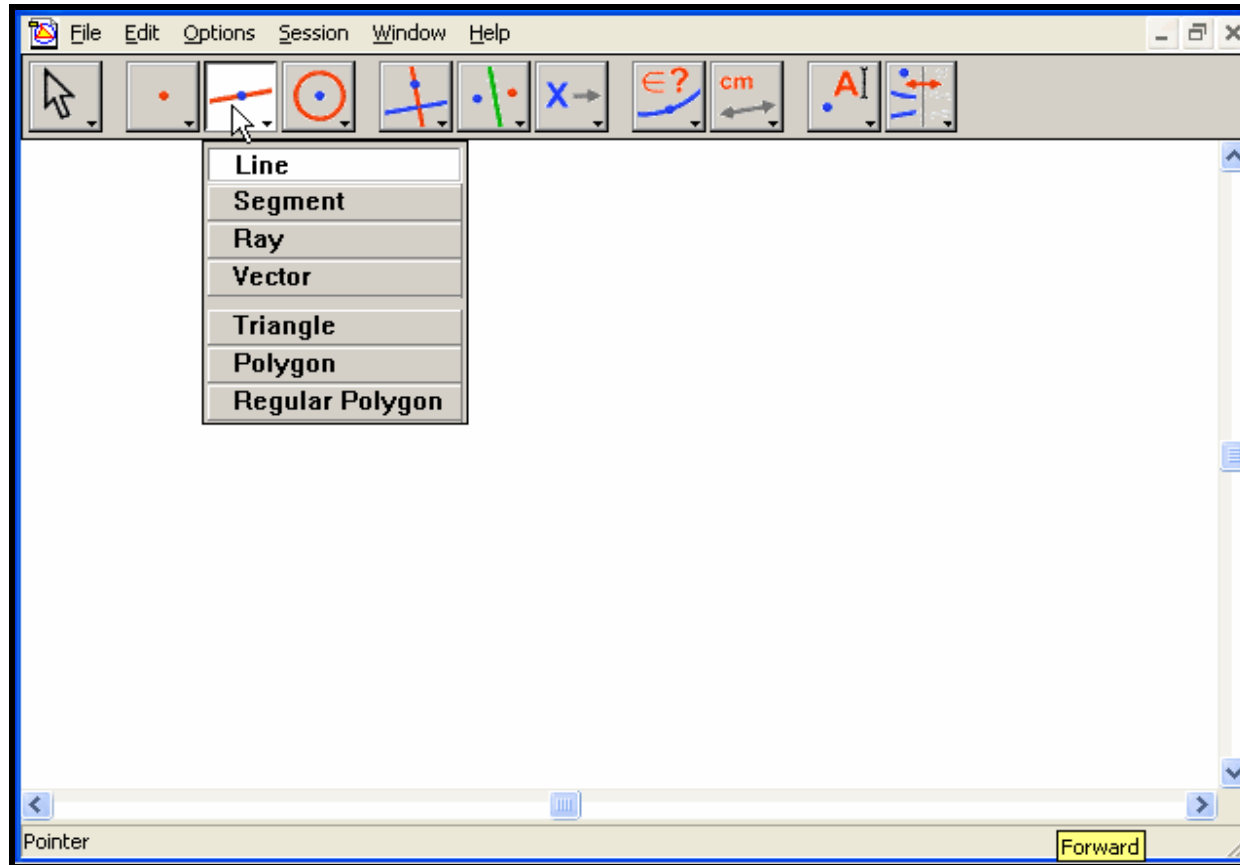 File Edit Options Session Window Help
∈? cm A
X
Line
Segment
Ray
Vector
Triangle
Polygon
Regular Polygon
Pointer
Forward